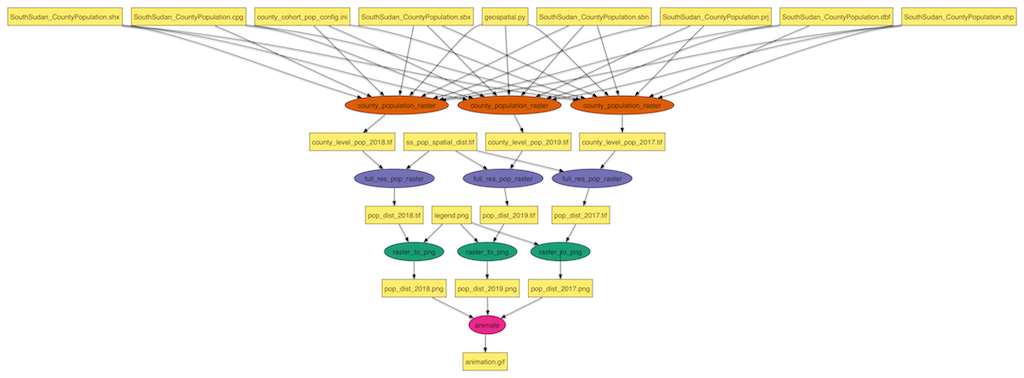 SouthSudan_CountyPopulation.shx
SouthSudan_CountyPopulation.cpg
county_cohort_pop_config.ini
SouthSudan_CountyPopulation.sbx
geospatial.py
SouthSudan_CountyPopulation.sbn
SouthSudan_CountyPopulation.prj
SouthSudan_CountyPopulation.dbf
SouthSudan_CountyPopulation.shp
county_population_raster
county_population_raster
county_population_raster
county_level_pop_2018.tif
ss_pop_spatial_dist.tif
county_level_pop_2019.tif
county_level_pop_2017.tif
full_res_pop_raster
full_res_pop_raster
full_res_pop_raster
pop_dist_2018.tif
legend.png
pop_dist_2019.tif
pop_dist_2017.tif
raster_to_png
raster_to_png
raster_to_png
pop_dist_2018.png
pop_dist_2019.png
pop_dist_2017.png
animate
animation.gif